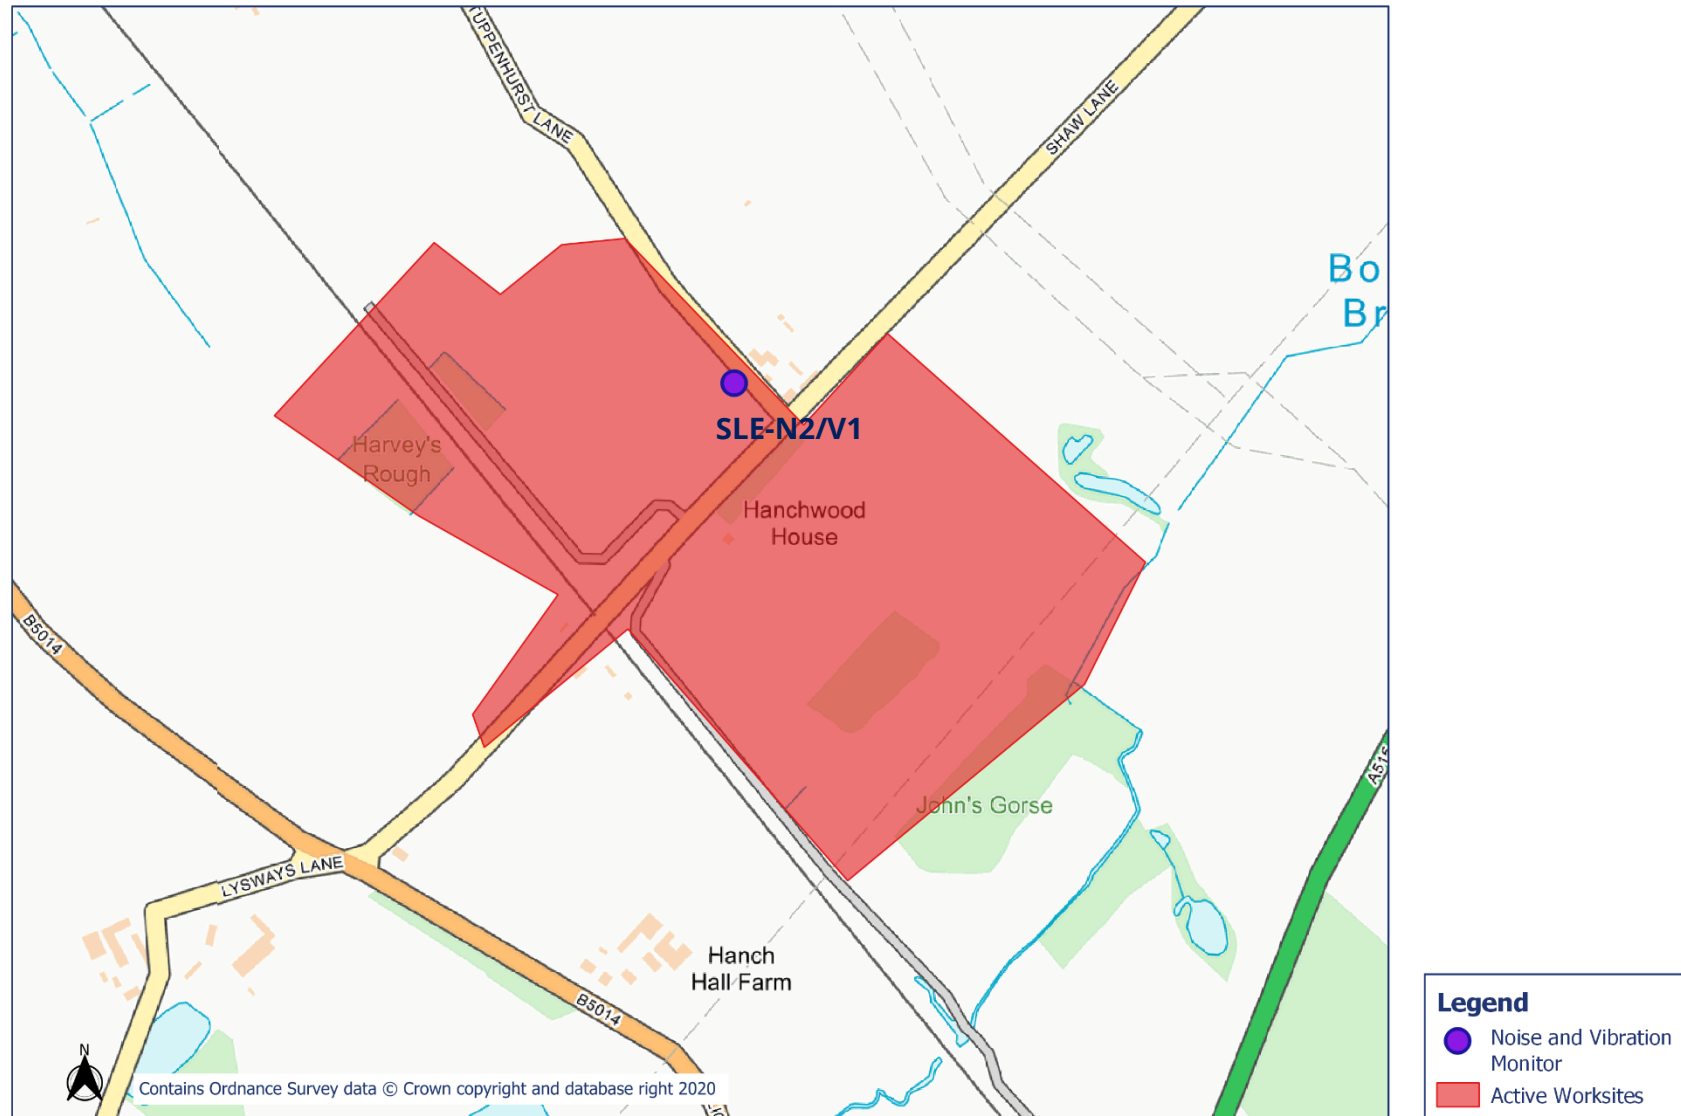 TUPPENHURST LANE
SHAW LANE
Bo
Br
SLE-N2/V1
Harvey's
Rough
Hanchwood
House
B5014
A515
John's Gorse
LYSWAYS LANE
Hanch
Hall Farm
B5014
N
Contains Ordnance Survey data © Crown copyright and database right 2020
Legend
Noise and Vibration
Monitor
Active Worksites